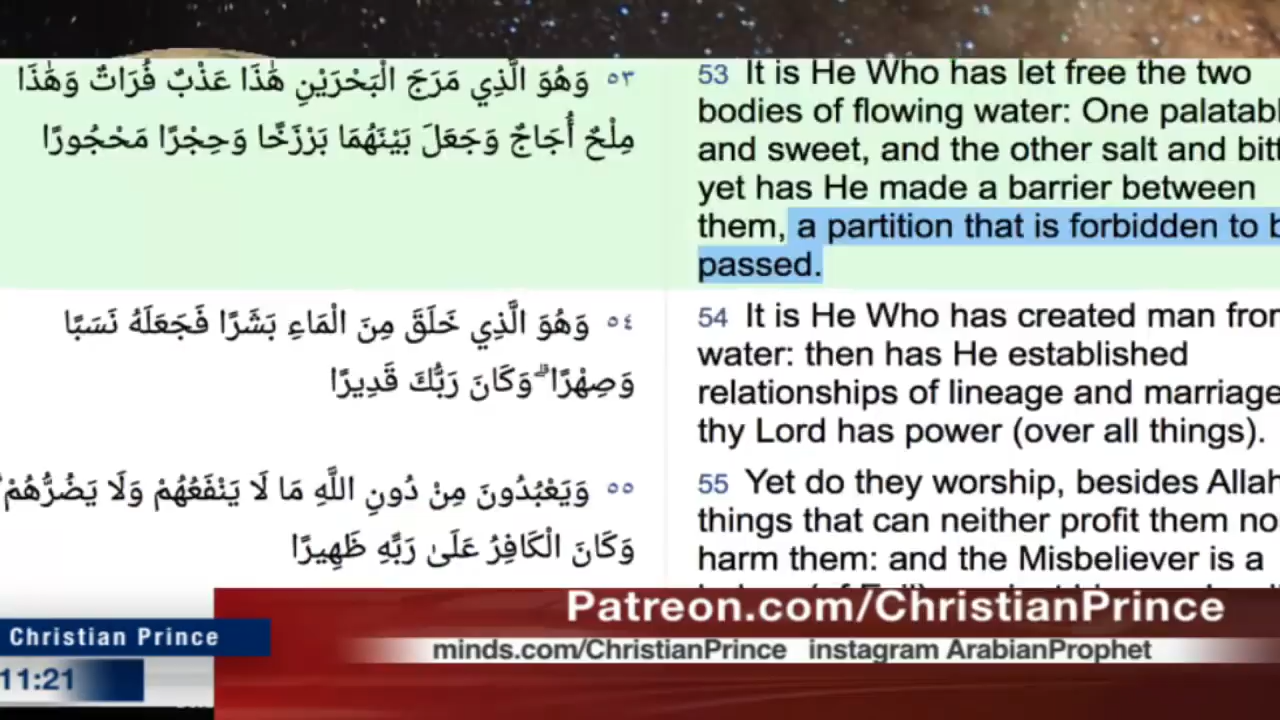 ٥٣ وَهُوَ الَّذِي مَرَجَ الْبَحْرَيْنِ هَٰذَا عَذْبٌ فُرَاتٌ وَهَٰذَا
مِلْحٌ أُجَاجٌ وَجَعَلَ بَيْنَهُمَا بَرْزَخًا وَحِجْرًا مَحْجُورًا
53 It is He Who has let free the two
bodies of flowing water: One palatabl
and sweet, and the other salt and bitt
yet has He made a barrier between
them, a partition that is forbidden to b
passed.
٥٤ وَهُوَ الَّذِي خَلَقَ مِنَ الْمَاءِ بَشَرًا فَجَعَلَهُ نَسَبًا
وَصِهْرًا ۗ وَكَانَ رَبُّكَ قَدِيرًا
54 It is He Who has created man from
water: then has He established
relationships of lineage and marriage
thy Lord has power (over all things).
٥٥ وَيَعْبُدُونَ مِنْ دُونِ اللَّهِ مَا لَا يَنْفَعُهُمْ وَلَا يَضُرُّهُمْ
وَكَانَ الْكَافِرُ عَلَىٰ رَبِّهِ ظَهِيرًا
55 Yet do they worship, besides Allah
things that can neither profit them no
harm them: and the Misbeliever is a
Patreon.com/ChristianPrince
Christian Prince
minds.com/ChristianPrince instagram ArabianProphet
11:21